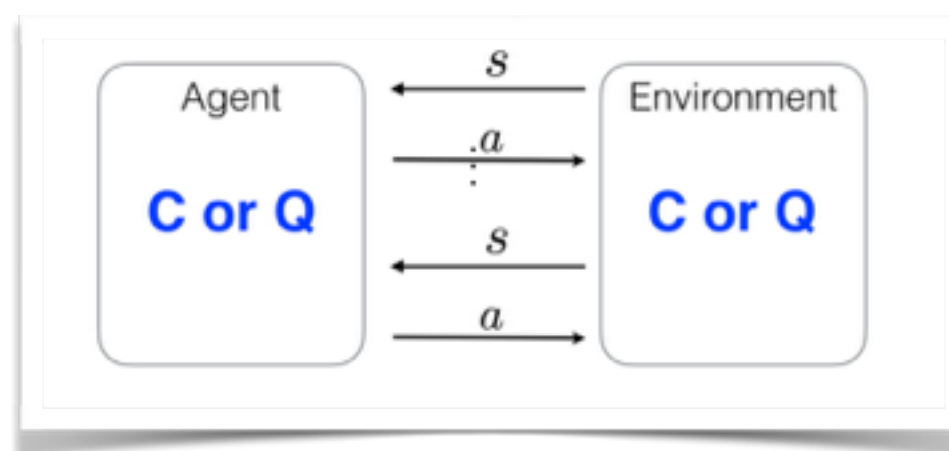 s
Agent
Environment
a
⋮
C or Q
C or Q
s
a